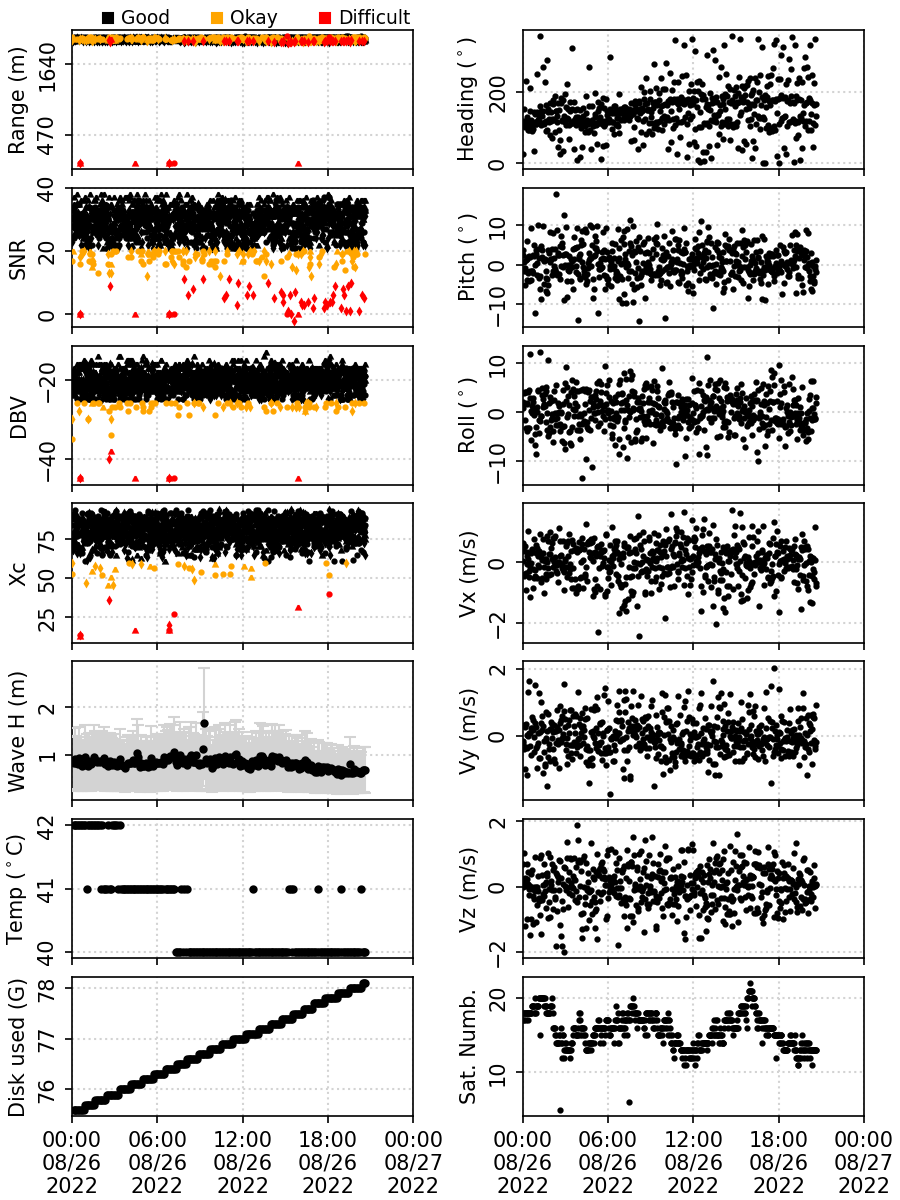 Good Okay Difficult
Range (m)
1640
470
Heading (°)
200
0
SNR
40
20
0
Pitch (°)
10
0
−10
DBV
−20
−40
Roll (°)
10
0
−10
Xc
75
50
25
Vx (m/s)
0
−2
Wave H (m)
2
1
Vy (m/s)
2
0
Temp (°C)
42
41
40
Vz (m/s)
2
0
−2
Disk used (G)
78
77
76
Sat. Numb.
20
10
00:00 06:00 12:00 18:00 00:00 00:00 06:00 12:00 18:00 00:00
08/26 08/26 08/26 08/26 08/27 08/26 08/26 08/26 08/26 08/27
2022 2022 2022 2022 2022 2022 2022 2022 2022 2022